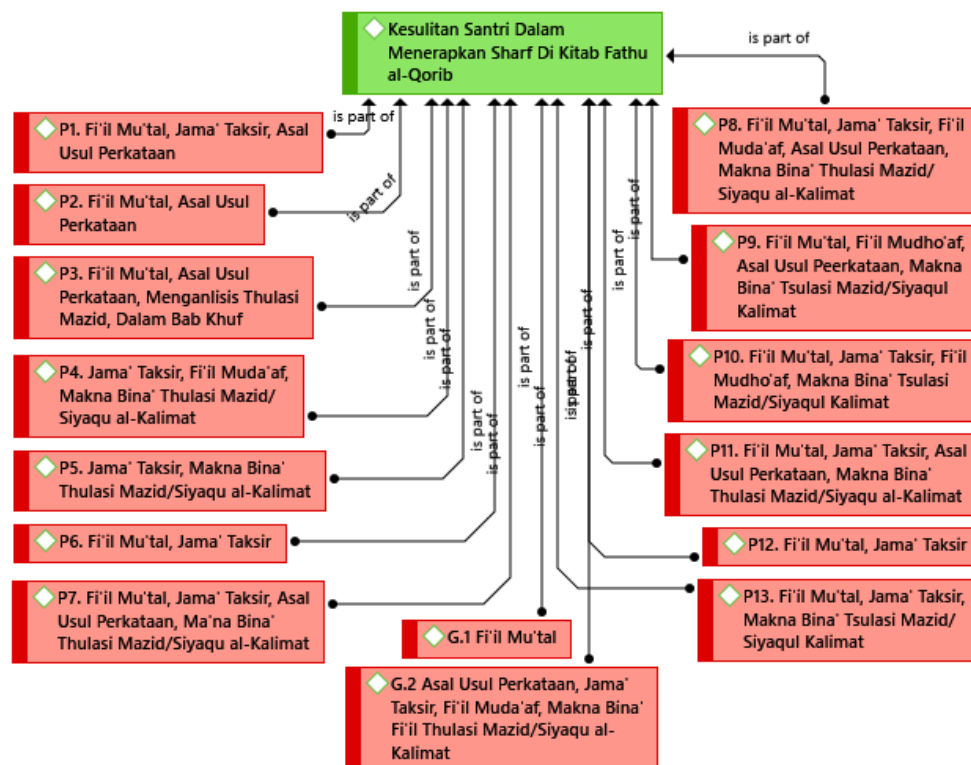 Kesulitan Santri Dalam
Menerapkan Sharf Di Kitab Fathu
al-Qorib
is part of
is part of
P1. Fi'il Mu'tal, Jama' Taksir, Asal
Usul Perkataan
is part of
P2. Fi'il Mu'tal, Asal Usul
Perkataan
is part of
P3. Fi'il Mu'tal, Asal Usul
Perkataan, Menganlisis Thulasi
Mazid, Dalam Bab Khuf
is part of
P4. Jama' Taksir, Fi'il Muda'af,
Makna Bina' Thulasi Mazid/
Siyaqu al-Kalimat
is part of
P5. Jama' Taksir, Makna Bina'
Thulasi Mazid/Siyaqu al-Kalimat
is part of
P6. Fi'il Mu'tal, Jama' Taksir
is part of
P7. Fi'il Mu'tal, Jama' Taksir, Asal
Usul Perkataan, Ma'na Bina'
Thulasi Mazid/Siyaqu al-Kalimat
is part of
G.1 Fi'il Mu'tal
is part of
G.2 Asal Usul Perkataan, Jama'
Taksir, Fi'il Muda'af, Makna Bina'
Fi'il Thulasi Mazid/Siyaqu al-
Kalimat
is part of
P8. Fi'il Mu'tal, Jama' Taksir, Fi'il
Muda'af, Asal Usul Perkataan,
Makna Bina' Thulasi Mazid/
Siyaqu al-Kalimat
is part of
P9. Fi'il Mu'tal, Fi'il Mudho'af,
Asal Usul Peerkataan, Makna
Bina' Tsulasi Mazid/Siyaqul
Kalimat
is part of
P10. Fi'il Mu'tal, Jama' Taksir, Fi'il
Mudho'af, Makna Bina' Tsulasi
Mazid/Siyaqul Kalimat
is part of
P11. Fi'il Mu'tal, Jama' Taksir, Asal
Usul Perkataan, Makna Bina'
Thulasi Mazid/Siyaqu al-Kalimat
is part of
P12. Fi'il Mu'tal, Jama' Taksir
is part of
P13. Fi'il Mu'tal, Jama' Taksir,
Makna Bina' Tsulasi Mazid/
Siyaqul Kalimat